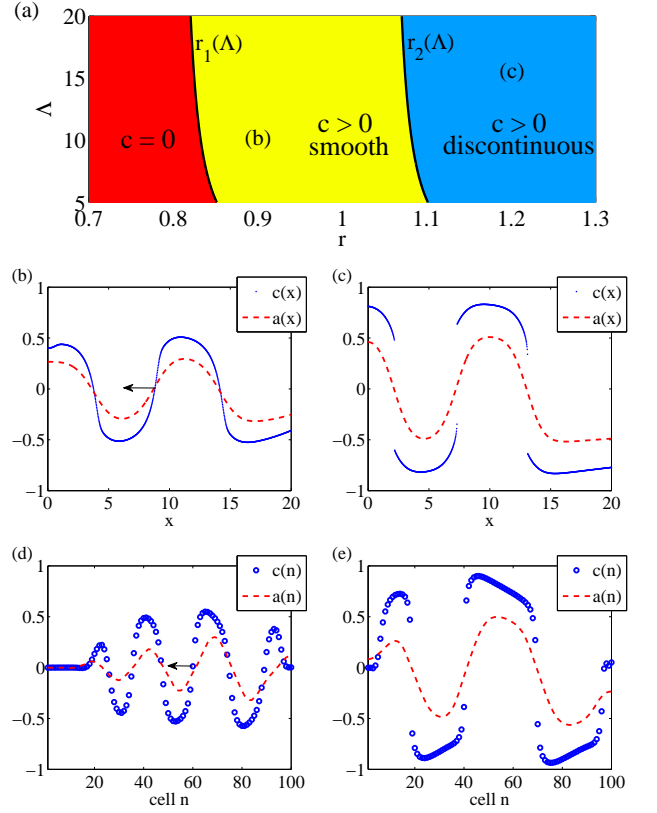 (a)
20
15
10
5
Λ
r1(Λ)
r2(Λ)
(c)
c = 0
(b)
c > 0
smooth
c > 0
discontinuous
0.7
0.8
0.9
1
1.1
1.2
1.3
r
(b)
c(x)
a(x)
1
0.5
0
−0.5
−1
0
5
10
15
20
x
(c)
c(x)
a(x)
1
0.5
0
−0.5
−1
0
5
10
15
20
x
(d)
c(n)
a(n)
1
0.5
0
−0.5
−1
20
40
60
80
100
cell n
(e)
c(n)
a(n)
1
0.5
0
−0.5
−1
20
40
60
80
100
cell n